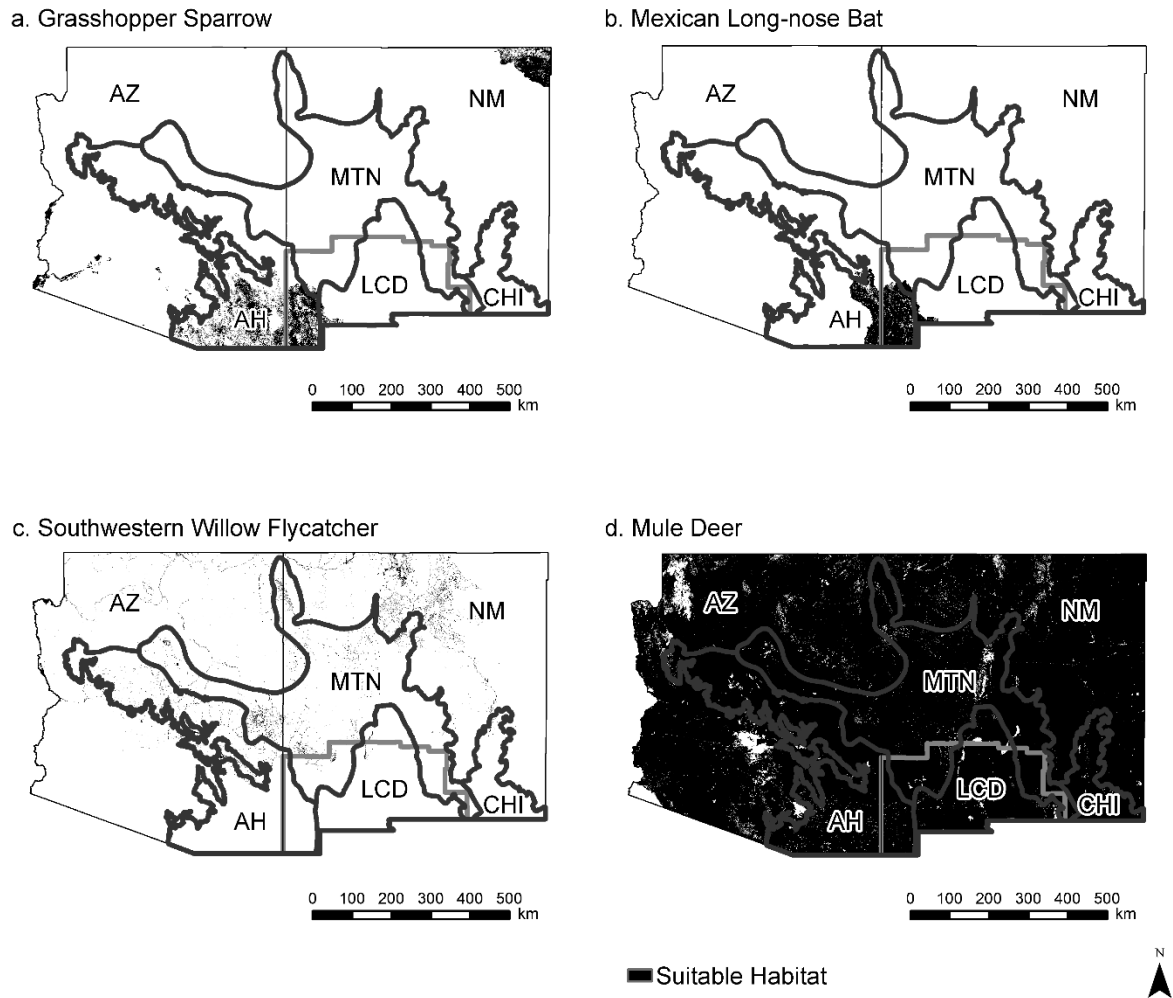 a. Grasshopper Sparrow
AZ
NM
MTN
LCD
CHI
AH
0 100 200 300 400 500
km
b. Mexican Long-nose Bat
AZ
NM
MTN
LCD
CHI
AH
0 100 200 300 400 500
km
c. Southwestern Willow Flycatcher
AZ
NM
MTN
LCD
CHI
AH
0 100 200 300 400 500
km
d. Mule Deer
AZ
NM
MTN
LCD
CHI
AH
0 100 200 300 400 500
km
Suitable Habitat
N